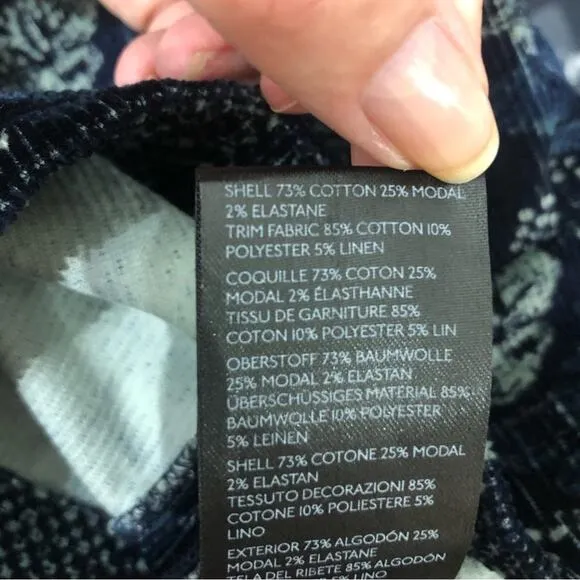 SHELL 73% COTTON 25% MODAL
2% ELASTANE
TRIM FABRIC 85% COTTON 10%
POLYESTER 5% LINEN
COQUILLE 73% COTON 25%
MODAL 2% ÉLASTHANNE
TISSU DE GARNITURE 85%
COTON 10% POLYESTER 5% LIN
OBERSTOFF 73% BAUMWOLLE
25% MODAL 2% ELASTAN
ÜBERSCHÜSSIGES MATERIAL 85%
BAUMWOLLE 10% POLYESTER
5% LEINEN
SHELL 73% COTONE 25% MODAL
2% ELASTAN
TESSUTO DECORAZIONI 85%
COTONE 10% POLIESTERE 5%
LINO
EXTERIOR 73% ALGODÓN 25%
MODAL 2% ELASTANE
TELA DEL RIBETE 85% ALGODÓN
5% LINO